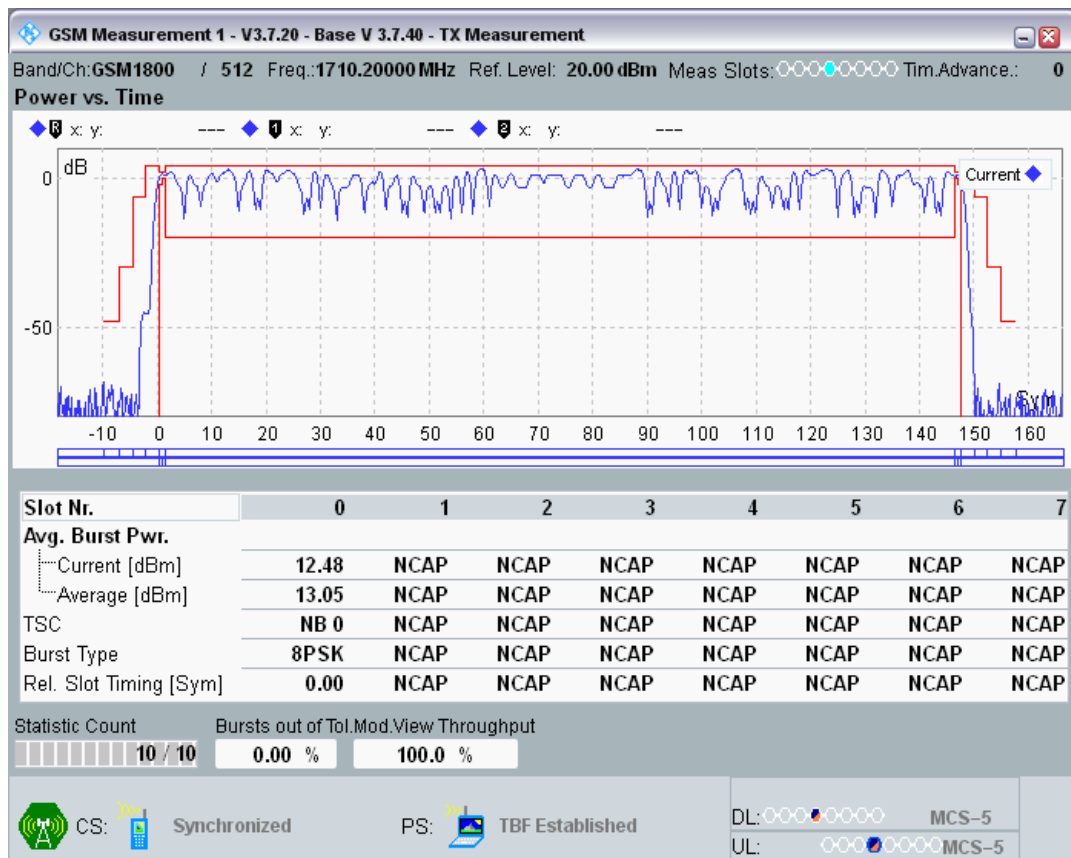 GSM Measurement 1 - V3.7.20 - Base V 3.7.40 - TX Measurement
Band/Ch:GSM1800 / 512 Freq.:1710.20000 MHz Ref. Level: 20.00 dBm Meas Slots: Tim.Advance.: 0
Power vs. Time
R x: y: --- 1 x: y: --- 2 x: y: ---
dB
0
Current
-50
Sym
-10 0 10 20 30 40 50 60 70 80 90 100 110 120 130 140 150 160
Slot Nr. 0 1 2 3 4 5 6 7
Avg. Burst Pwr.
Current [dBm] 12.48 NCAP NCAP NCAP NCAP NCAP NCAP NCAP
Average [dBm] 13.05 NCAP NCAP NCAP NCAP NCAP NCAP NCAP
TSC NB 0 NCAP NCAP NCAP NCAP NCAP NCAP NCAP
Burst Type 8PSK NCAP NCAP NCAP NCAP NCAP NCAP NCAP
Rel. Slot Timing [Sym] 0.00 NCAP NCAP NCAP NCAP NCAP NCAP NCAP
Statistic Count Bursts out of Tol.Mod.View Throughput
10 / 10 0.00 % 100.0 %
CS: Synchronized PS: TBF Established
DL: MCS-5
UL: MCS-5